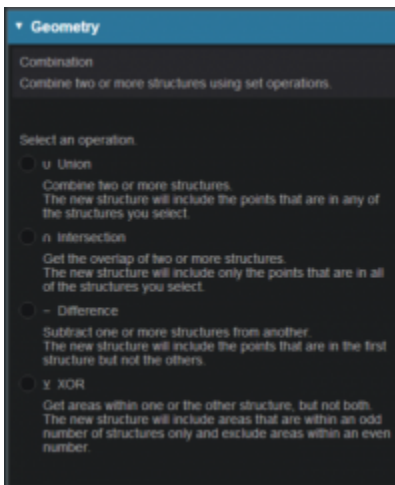 ▾ Geometry
Combination
Combine two or more structures using set operations.
Select an operation.
∪ Union
Combine two or more structures.
The new structure will include the points that are in any of
the structures you select.
∩ Intersection
Get the overlap of two or more structures.
The new structure will include only the points that are in all
of the structures you select.
− Difference
Subtract one or more structures from another.
The new structure will include the points that are in the first
structure but not the others.
⊻ XOR
Get areas within one or the other structure, but not both.
The new structure will include areas that are within an odd
number of structures only and exclude areas within an even
number.